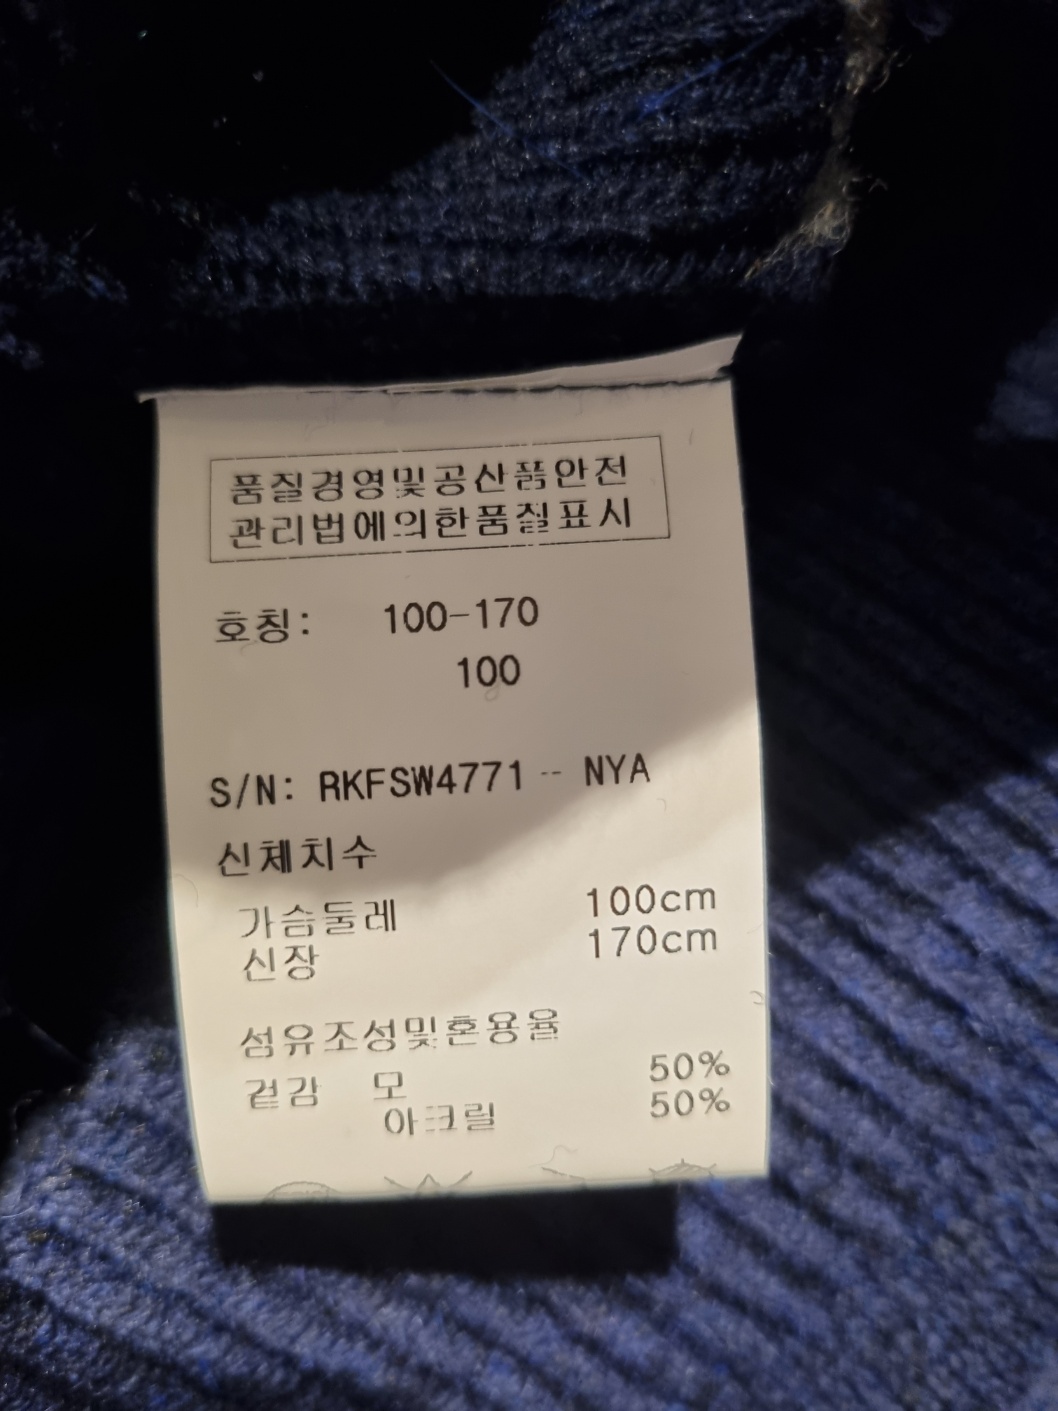 품질경영및공산품안전
관리법에의한품질표시
호칭: 100-170
100
S/N: RKFSW4771 - NYA
신체치수
가슴둘레 100cm
신장 170cm
섬유조성및혼용율
겉감 모 50%
아크릴 50%